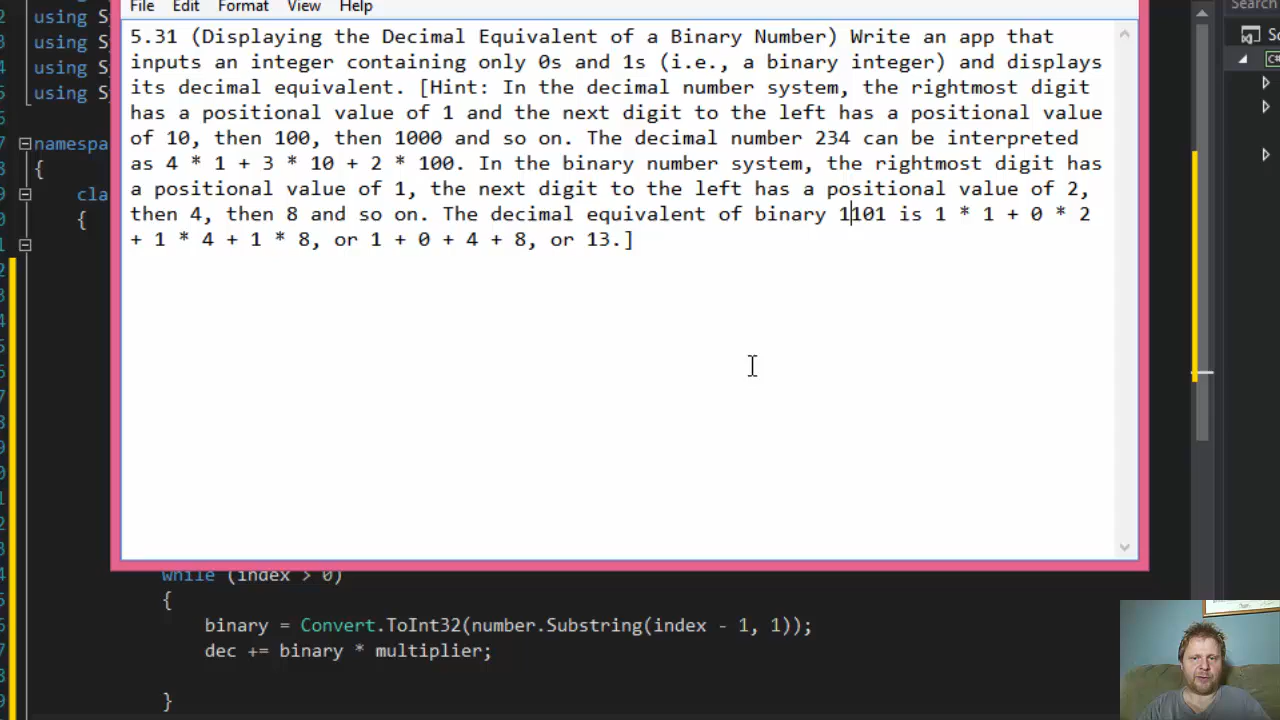 File Edit Format View Help
Search
using S
5.31 (Displaying the Decimal Equivalent of a Binary Number) Write an app that
using S
inputs an integer containing only 0s and 1s (i.e., a binary integer) and displays
using S
its decimal equivalent. [Hint: In the decimal number system, the rightmost digit
using S
has a positional value of 1 and the next digit to the left has a positional value
of 10, then 100, then 1000 and so on. The decimal number 234 can be interpreted
namespa
as 4 * 1 + 3 * 10 + 2 * 100. In the binary number system, the rightmost digit has
{
a positional value of 1, the next digit to the left has a positional value of 2,
cla
then 4, then 8 and so on. The decimal equivalent of binary 1101 is 1 * 1 + 0 * 2
{
+ 1 * 4 + 1 * 8, or 1 + 0 + 4 + 8, or 13.]
while (index > 0)
{
binary = Convert.ToInt32(number.Substring(index - 1, 1));
dec += binary * multiplier;
}